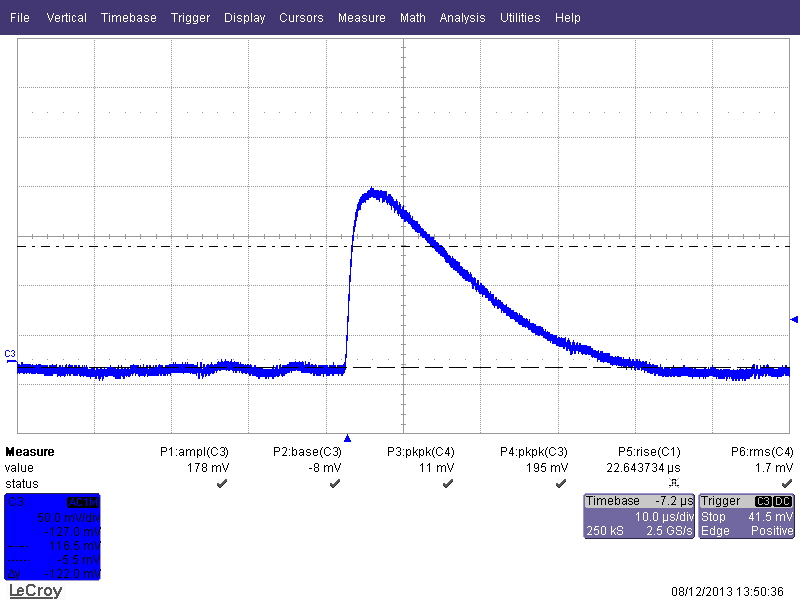 File Vertical Timebase Trigger Display Cursors Measure Math Analysis Utilities Help
C3
Measure P1:ampl(C3) P2:base(C3) P3:pkpk(C4) P4:pkpk(C3) P5:rise(C1) P6:rms(C4)
value 178 mV -8 mV 11 mV 195 mV 22.643734 µs 1.7 mV
status
C3 AC1M
50.0 mV/div
-137.0 mV
116.5 mV
-5.5 mV
Δy -122.0 mV
Timebase -7.2 µs
10.0 µs/div
250 kS 2.5 GS/s
Trigger C3 DC
Stop 41.5 mV
Edge Positive
LeCroy
08/12/2013 13:50:36